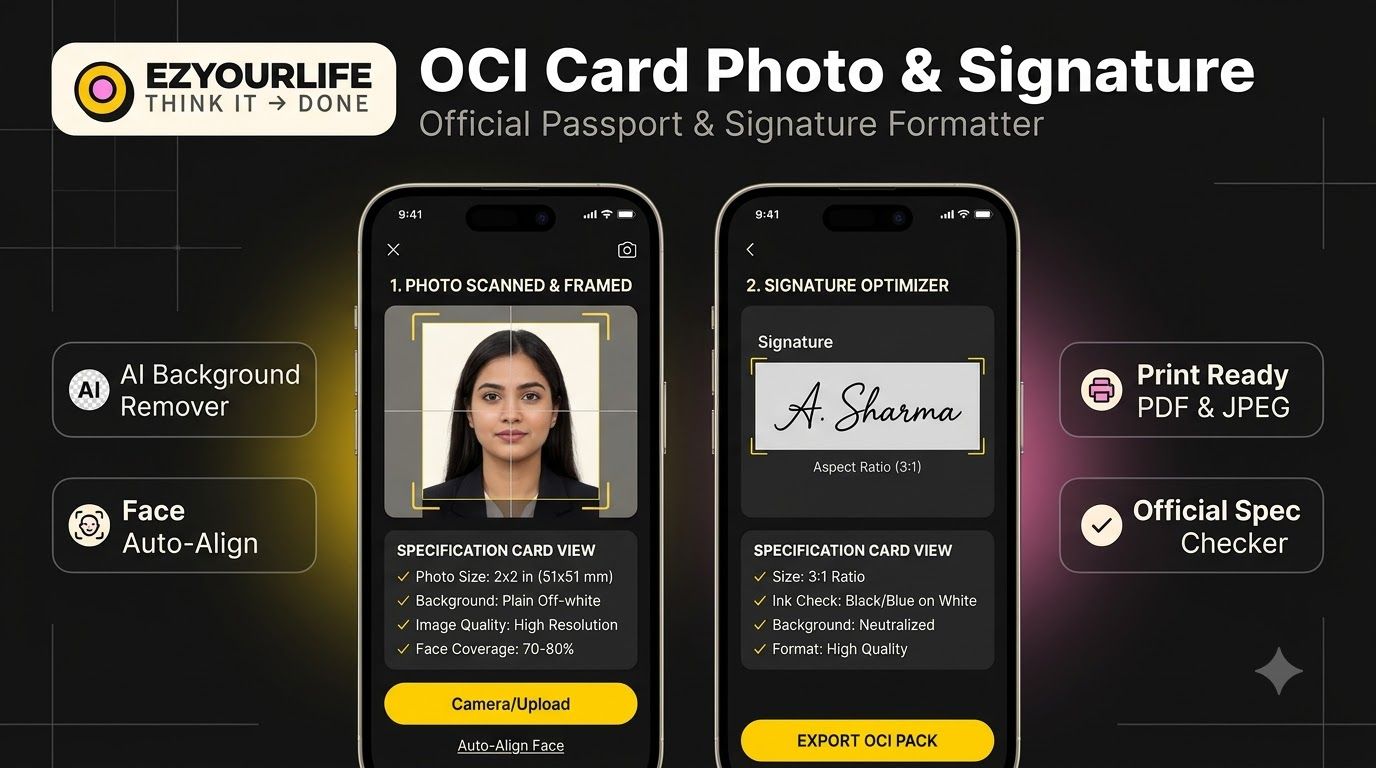 EZYOURLIFE
THINK IT → DONE
OCI Card Photo & Signature
Official Passport & Signature Formatter
AI
AI Background
Remover
Face
Auto-Align
9:41
1. PHOTO SCANNED & FRAMED
SPECIFICATION CARD VIEW
✓ Photo Size: 2x2 in (51x51 mm)
✓ Background: Plain Off-white
✓ Image Quality: High Resolution
✓ Face Coverage: 70-80%
Camera/Upload
Auto-Align Face
9:41
2. SIGNATURE OPTIMIZER
Signature
A. Sharma
Aspect Ratio (3:1)
SPECIFICATION CARD VIEW
✓ Size: 3:1 Ratio
✓ Ink Check: Black/Blue on White
✓ Background: Neutralized
✓ Format: High Quality
EXPORT OCI PACK
Print Ready
PDF & JPEG
Official Spec
Checker